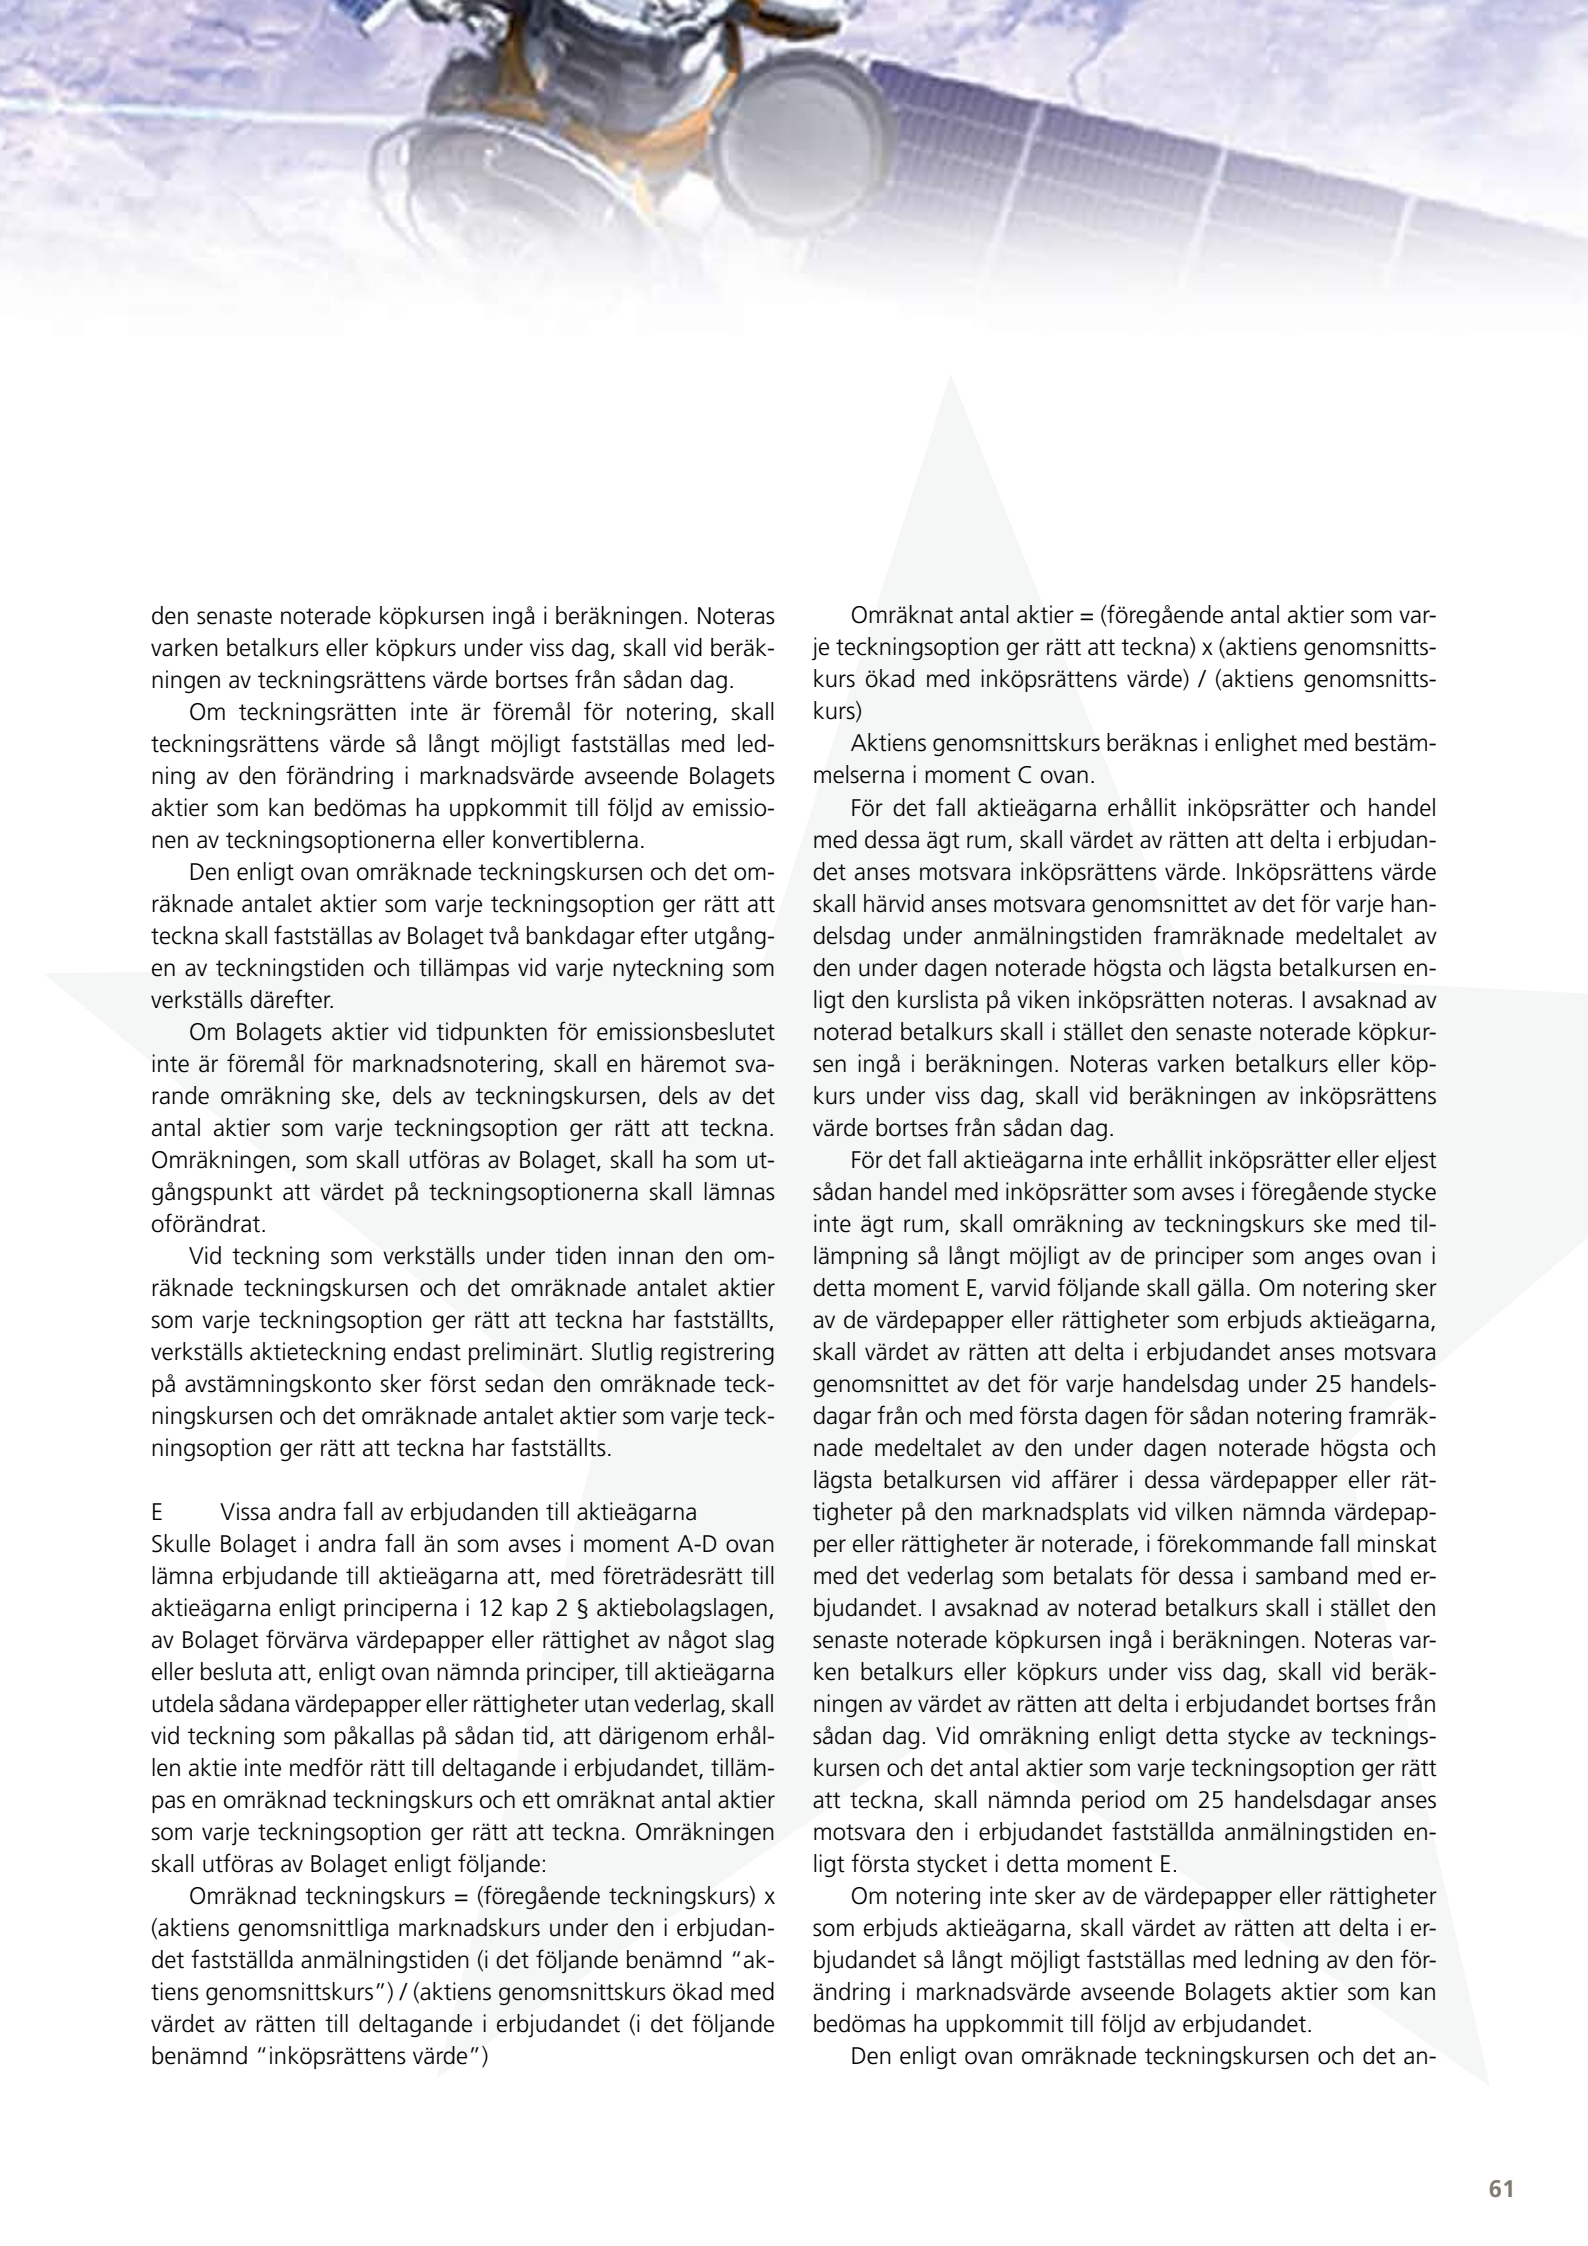 den senaste noterade köpkursen ingå i beräkningen. Noteras
varken betalkurs eller köpkurs under viss dag, skall vid beräk-
ningen av teckningsrättens värde bortses från sådan dag.
Om teckningsrätten inte är föremål för notering, skall
teckningsrättens värde så långt möjligt fastställas med led-
ning av den förändring i marknadsvärde avseende Bolagets
aktier som kan bedömas ha uppkommit till följd av emissio-
nen av teckningsoptionerna eller konvertiblerna.
Den enligt ovan omräknade teckningskursen och det om-
räknade antalet aktier som varje teckningsoption ger rätt att
teckna skall fastställas av Bolaget två bankdagar efter utgång-
en av teckningstiden och tillämpas vid varje nyteckning som
verkställs därefter.
Om Bolagets aktier vid tidpunkten för emissionsbeslutet
inte är föremål för marknadsnotering, skall en häremot sva-
rande omräkning ske, dels av teckningskursen, dels av det
antal aktier som varje teckningsoption ger rätt att teckna.
Omräkningen, som skall utföras av Bolaget, skall ha som ut-
gångspunkt att värdet på teckningsoptionerna skall lämnas
oförändrat.
Vid teckning som verkställs under tiden innan den om-
räknade teckningskursen och det omräknade antalet aktier
som varje teckningsoption ger rätt att teckna har fastställts,
verkställs aktieteckning endast preliminärt. Slutlig registrering
på avstämningskonto sker först sedan den omräknade teck-
ningskursen och det omräknade antalet aktier som varje teck-
ningsoption ger rätt att teckna har fastställts.
E Vissa andra fall av erbjudanden till aktieägarna
Skulle Bolaget i andra fall än som avses i moment A-D ovan
lämna erbjudande till aktieägarna att, med företrädesrätt till
aktieägarna enligt principerna i 12 kap 2 § aktiebolagslagen,
av Bolaget förvärva värdepapper eller rättighet av något slag
eller besluta att, enligt ovan nämnda principer, till aktieägarna
utdela sådana värdepapper eller rättigheter utan vederlag, skall
vid teckning som påkallas på sådan tid, att därigenom erhål-
len aktie inte medför rätt till deltagande i erbjudandet, tilläm-
pas en omräknad teckningskurs och ett omräknat antal aktier
som varje teckningsoption ger rätt att teckna. Omräkningen
skall utföras av Bolaget enligt följande:
Omräknad teckningskurs = (föregående teckningskurs) x
(aktiens genomsnittliga marknadskurs under den i erbjudan-
det fastställda anmälningstiden (i det följande benämnd ”ak-
tiens genomsnittskurs”) / (aktiens genomsnittskurs ökad med
värdet av rätten till deltagande i erbjudandet (i det följande
benämnd ”inköpsrättens värde”)
Omräknat antal aktier = (föregående antal aktier som var-
je teckningsoption ger rätt att teckna) x (aktiens genomsnitts-
kurs ökad med inköpsrättens värde) / (aktiens genomsnitts-
kurs)
Aktiens genomsnittskurs beräknas i enlighet med bestäm-
melserna i moment C ovan.
För det fall aktieägarna erhållit inköpsrätter och handel
med dessa ägt rum, skall värdet av rätten att delta i erbjudan-
det anses motsvara inköpsrättens värde. Inköpsrättens värde
skall härvid anses motsvara genomsnittet av det för varje han-
delsdag under anmälningstiden framräknade medeltalet av
den under dagen noterade högsta och lägsta betalkursen en-
ligt den kurslista på viken inköpsrätten noteras. I avsaknad av
noterad betalkurs skall i stället den senaste noterade köpkur-
sen ingå i beräkningen. Noteras varken betalkurs eller köp-
kurs under viss dag, skall vid beräkningen av inköpsrättens
värde bortses från sådan dag.
För det fall aktieägarna inte erhållit inköpsrätter eller eljest
sådan handel med inköpsrätter som avses i föregående stycke
inte ägt rum, skall omräkning av teckningskurs ske med til-
lämpning så långt möjligt av de principer som anges ovan i
detta moment E, varvid följande skall gälla. Om notering sker
av de värdepapper eller rättigheter som erbjuds aktieägarna,
skall värdet av rätten att delta i erbjudandet anses motsvara
genomsnittet av det för varje handelsdag under 25 handels-
dagar från och med första dagen för sådan notering framräk-
nade medeltalet av den under dagen noterade högsta och
lägsta betalkursen vid affärer i dessa värdepapper eller rät-
tigheter på den marknadsplats vid vilken nämnda värdepap-
per eller rättigheter är noterade, i förekommande fall minskat
med det vederlag som betalats för dessa i samband med er-
bjudandet. I avsaknad av noterad betalkurs skall i stället den
senaste noterade köpkursen ingå i beräkningen. Noteras var-
ken betalkurs eller köpkurs under viss dag, skall vid beräk-
ningen av värdet av rätten att delta i erbjudandet bortses från
sådan dag. Vid omräkning enligt detta stycke av tecknings-
kursen och det antal aktier som varje teckningsoption ger rätt
att teckna, skall nämnda period om 25 handelsdagar anses
motsvara den i erbjudandet fastställda anmälningstiden en-
ligt första stycket i detta moment E.
Om notering inte sker av de värdepapper eller rättigheter
som erbjuds aktieägarna, skall värdet av rätten att delta i er-
bjudandet så långt möjligt fastställas med ledning av den för-
ändring i marknadsvärde avseende Bolagets aktier som kan
bedömas ha uppkommit till följd av erbjudandet.
Den enligt ovan omräknade teckningskursen och det an-
61